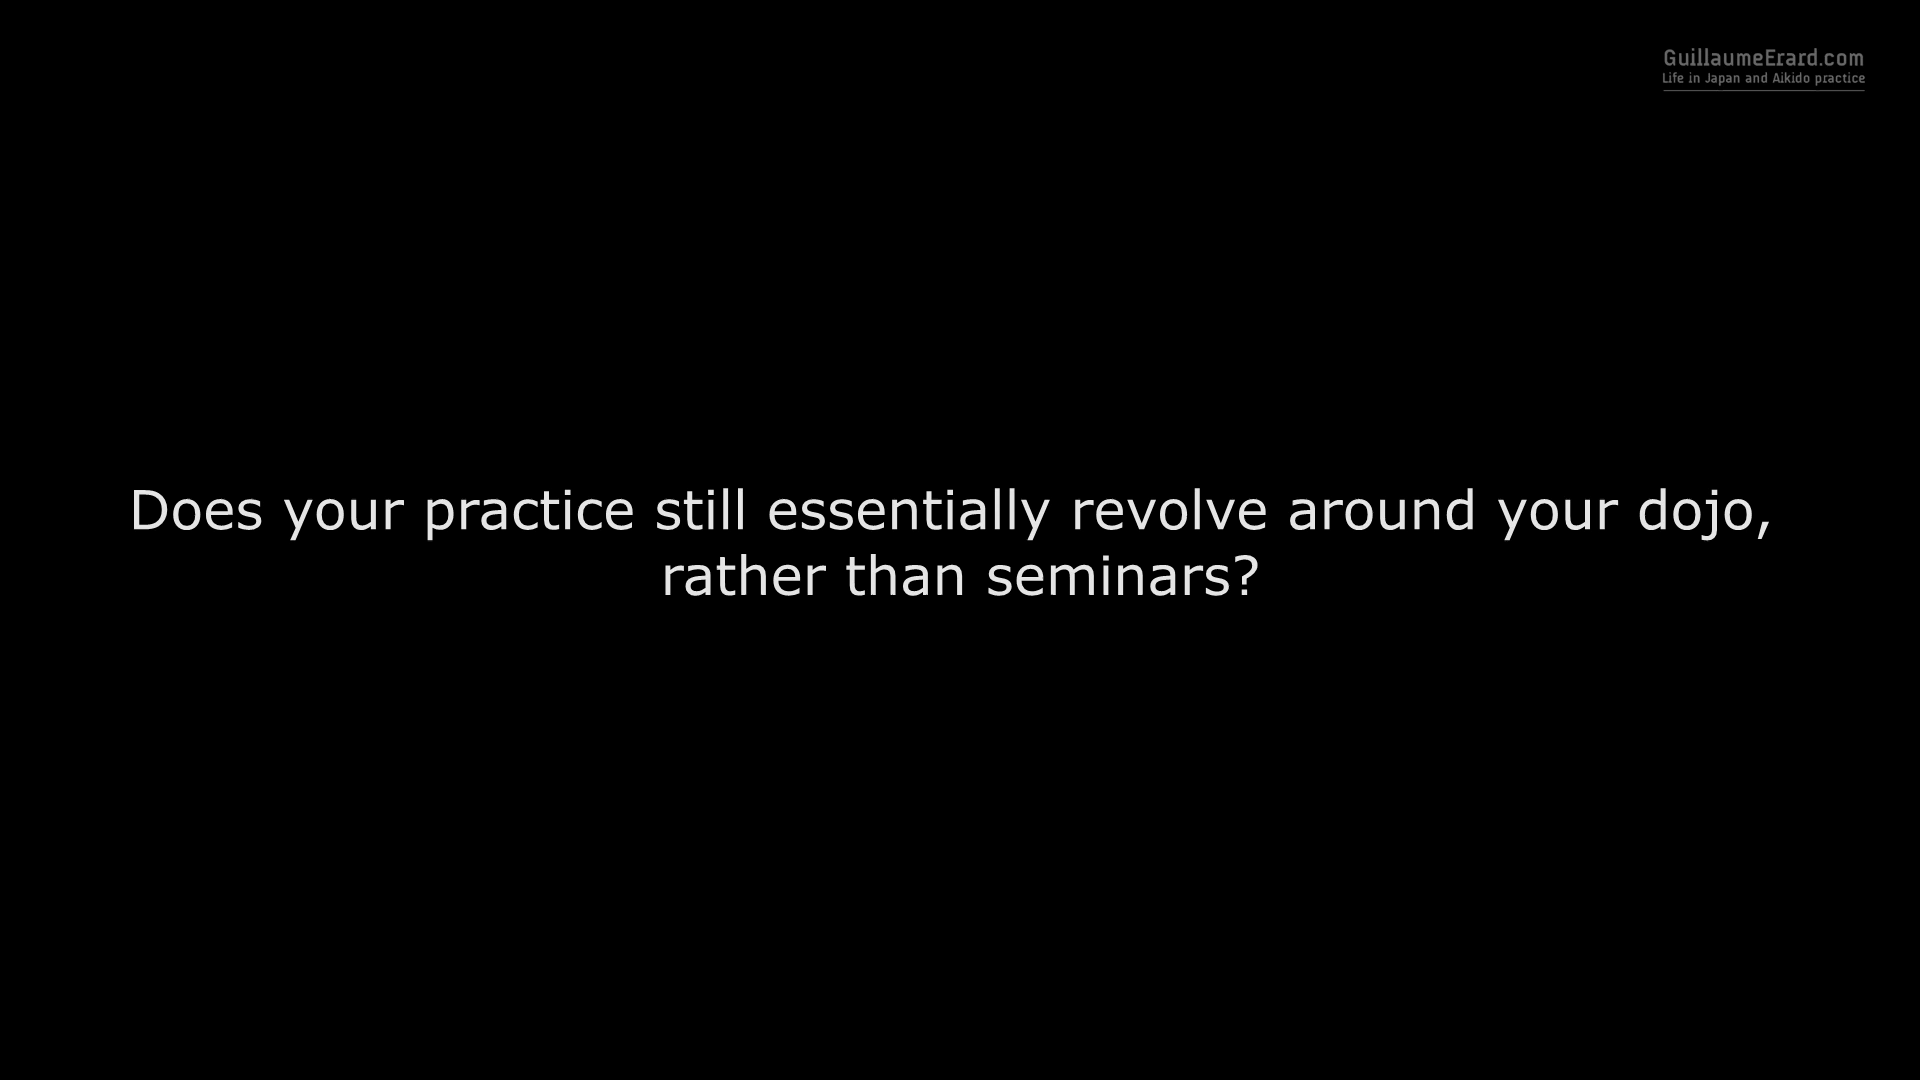 GuillaumeErard.com
Life in Japan and Aikido practice
Does your practice still essentially revolve around your dojo,
rather than seminars?